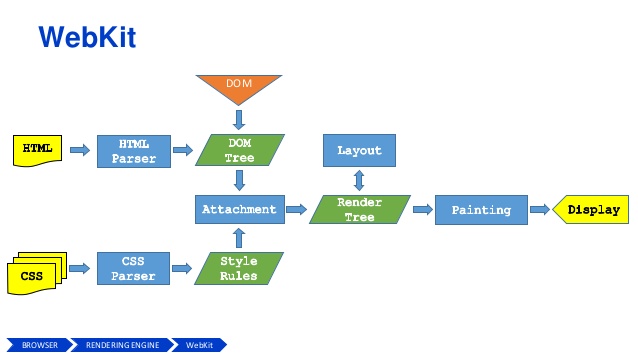 WebKit
DOM
HTML
HTML
Parser
DOM
Tree
Layout
Attachment
Render
Tree
Painting
Display
CSS
CSS
Parser
Style
Rules
BROWSER
RENDERING ENGINE
WebKit